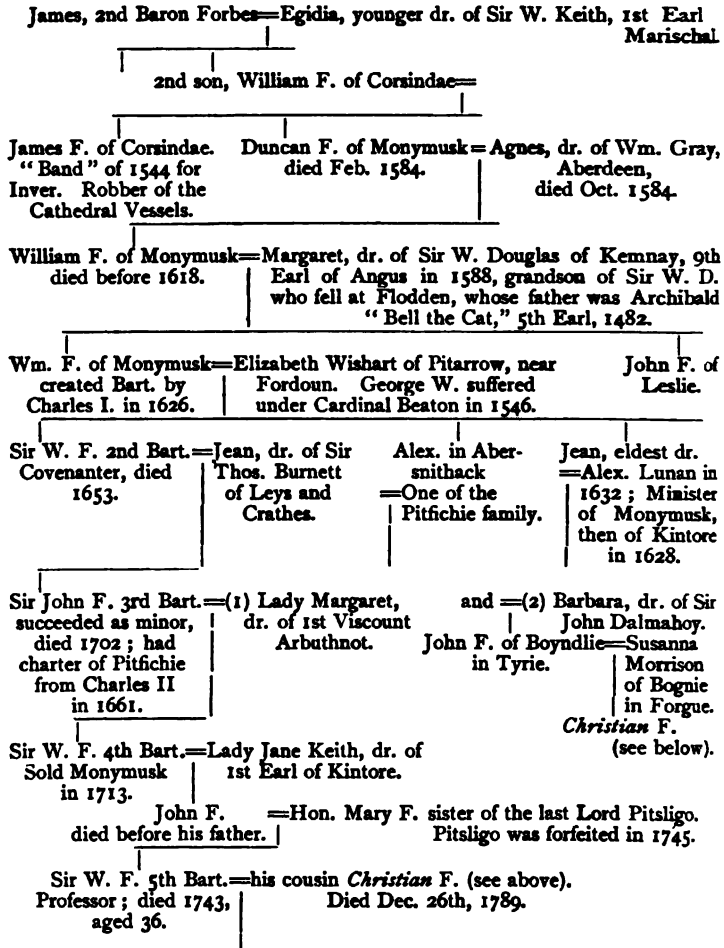 James, 2nd Baron Forbes=Egidia, younger dr. of Sir W. Keith, 1st Earl
Marischal.
2nd son, William F. of Corsindae=
James F. of Corsindae.
"Band" of 1544 for
Inver. Robber of the
Cathedral Vessels.
Duncan F. of Monymusk=
died Feb. 1584.
Agnes, dr. of Wm. Gray,
Aberdeen,
died Oct. 1584.
William F. of Monymusk=
died before 1618.
Margaret, dr. of Sir W. Douglas of Kemnay, 9th
Earl of Angus in 1588, grandson of Sir W. D.
who fell at Flodden, whose father was Archibald
"Bell the Cat," 5th Earl, 1482.
Wm. F. of Monymusk=
created Bart. by
Charles I. in 1626.
Elizabeth Wishart of Pitarrow, near
Fordoun. George W. suffered
under Cardinal Beaton in 1546.
John F. of
Leslie.
Sir W. F. 2nd Bart.=
Covenanter, died
1653.
Jean, dr. of Sir
Thos. Burnett
of Leys and
Crathes.
Alex. in Aber-
snithack
=One of the
Pitfichie family.
Jean, eldest dr.
=Alex. Lunan in
1632; Minister
of Monymusk,
then of Kintore
in 1628.
Sir John F. 3rd Bart.=
succeeded as minor,
died 1702; had
charter of Pitfichie
from Charles II
in 1661.
(1) Lady Margaret,
dr. of 1st Viscount
Arbuthnot.
and =(2) Barbara, dr. of Sir
John Dalmahoy.
John F. of Boyndlie=
in Tyrie.
Susanna
Morrison
of Bognie
in Forgue.
Christian F.
(see below).
Sir W. F. 4th Bart.=
Sold Monymusk
in 1713.
Lady Jane Keith, dr. of
1st Earl of Kintore.
John F.
died before his father.
=Hon. Mary F. sister of the last Lord Pitsligo.
Pitsligo was forfeited in 1745.
Sir W. F. 5th Bart.=
Professor; died 1743,
aged 36.
his cousin Christian F. (see above).
Died Dec. 26th, 1789.